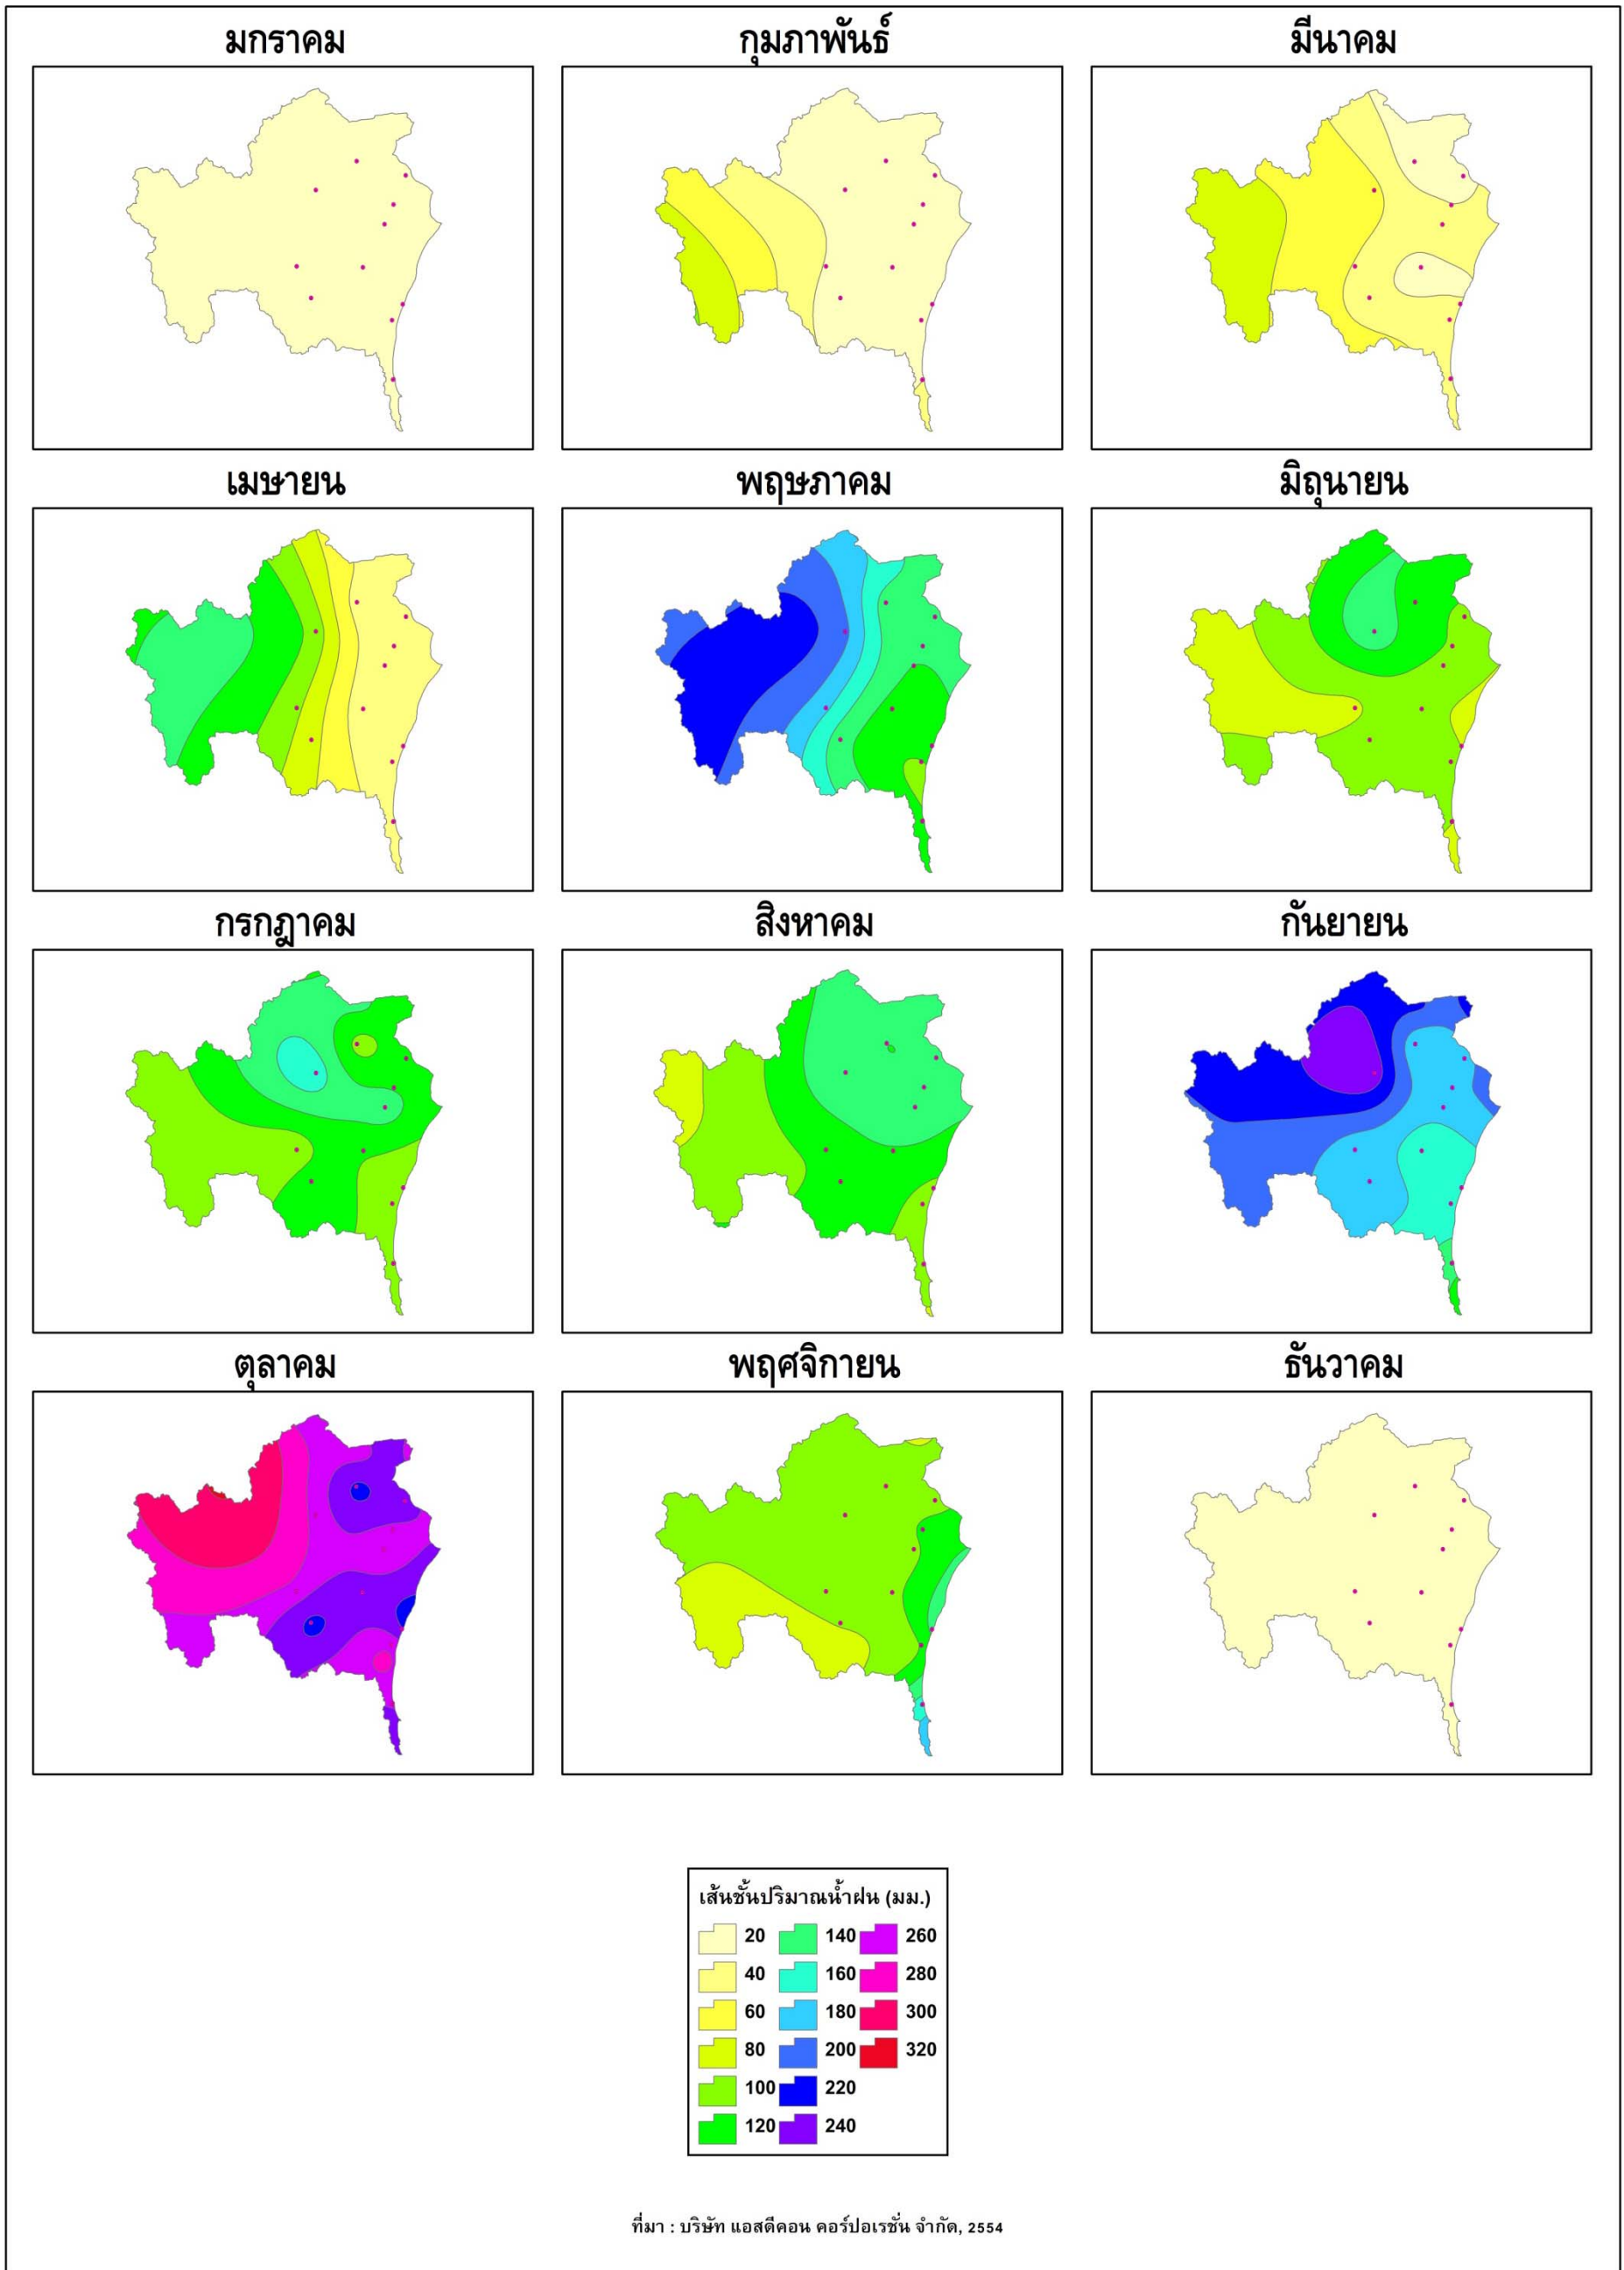 มกราคม กุมภาพันธ์ มีนาคม
เมษายน พฤษภาคม มิถุนายน
กรกฎาคม สิงหาคม กันยายน
ตุลาคม พฤศจิกายน ธันวาคม
เส้นชั้นปริมาณน้ำฝน (มม.)
20 140 260
40 160 280
60 180 300
80 200 320
100 220
120 240
ที่มา : บริษัท แอสดีคอน คอร์ปอเรชั่น จำกัด, 2554